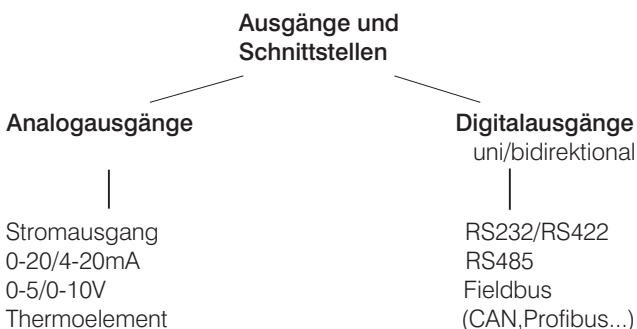 Ausgänge und
Schnittstellen
Analogausgänge
Digitalausgänge
uni/bidirektional
Stromausgang
0-20/4-20mA
0-5/0-10V
Thermoelement
RS232/RS422
RS485
Fieldbus
(CAN,Profibus...)